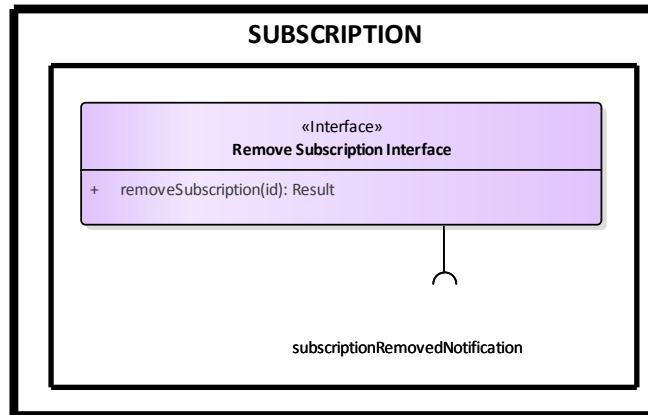 SUBSCRIPTION
«Interface»
Remove Subscription Interface
+ removeSubscription(id): Result
subscriptionRemovedNotification